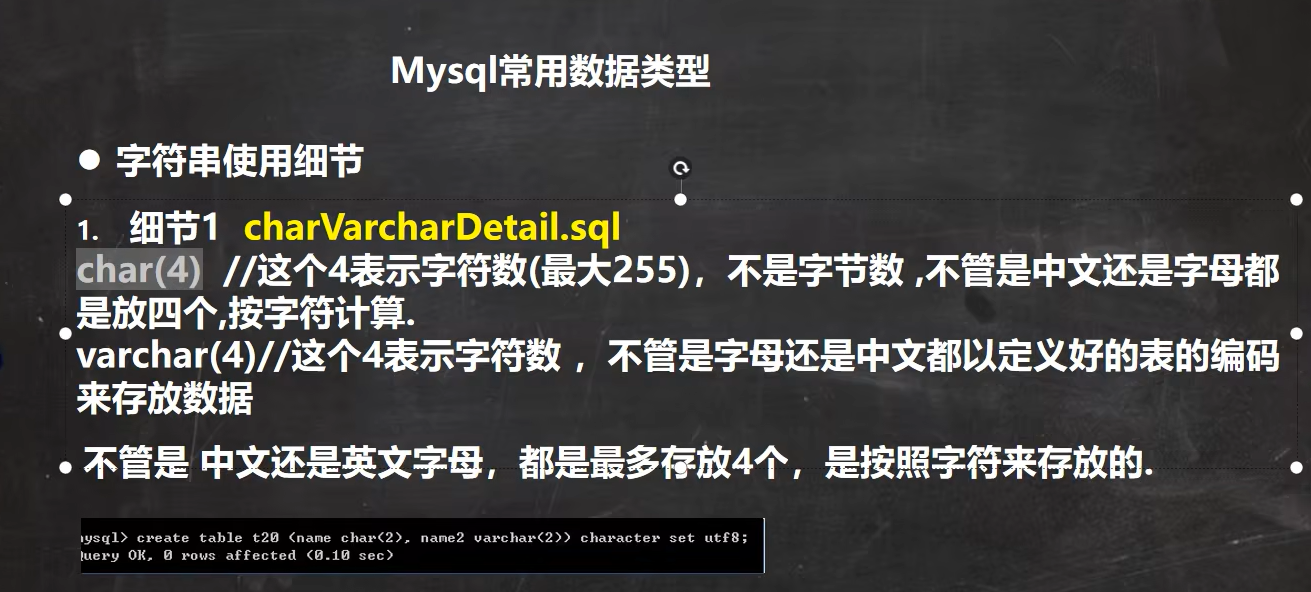 Mysql常用数据类型
● 字符串使用细节
1. 细节1 charVarcharDetail.sql
char(4) //这个4表示字符数(最大255)，不是字节数 ,不管是中文还是字母都
是放四个,按字符计算.
varchar(4)//这个4表示字符数 ，不管是字母还是中文都以定义好的表的编码
来存放数据
不管是 中文还是英文字母，都是最多存放4个，是按照字符来存放的.
mysql> create table t20 (name char(2), name2 varchar(2)) character set utf8;
Query OK, 0 rows affected (0.10 sec)